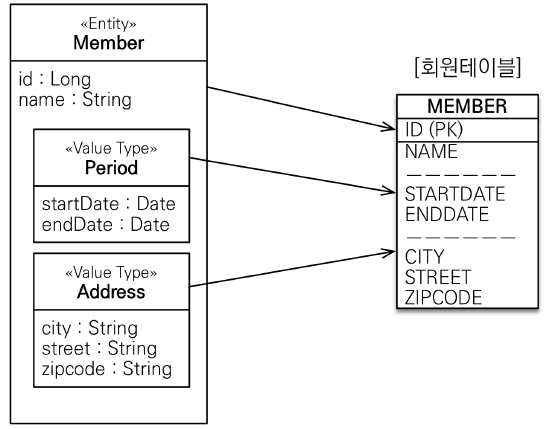 «Entity»
Member
id : Long
name : String
«Value Type»
Period
startDate : Date
endDate : Date
«Value Type»
Address
city : String
street : String
zipcode : String
[회원테이블]
MEMBER
ID (PK)
NAME
STARTDATE
ENDDATE
CITY
STREET
ZIPCODE